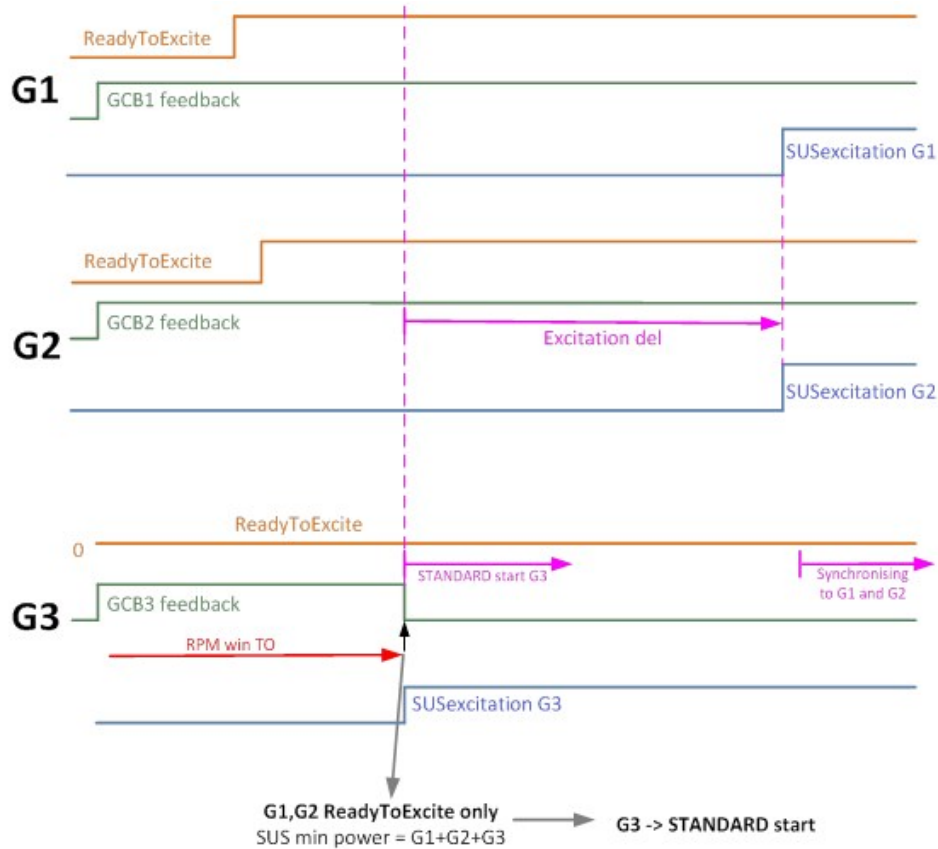 ReadyToExcite
G1
GCB1 feedback
SUSexcitation G1
ReadyToExcite
GCB2 feedback
G2
Excitation del
SUSexcitation G2
ReadyToExcite
0
STANDARD start G3
Synchronising
to G1 and G2
GCB3 feedback
G3
RPM win TO
SUSexcitation G3
G1,G2 ReadyToExcite only
SUS min power = G1+G2+G3
G3 -> STANDARD start